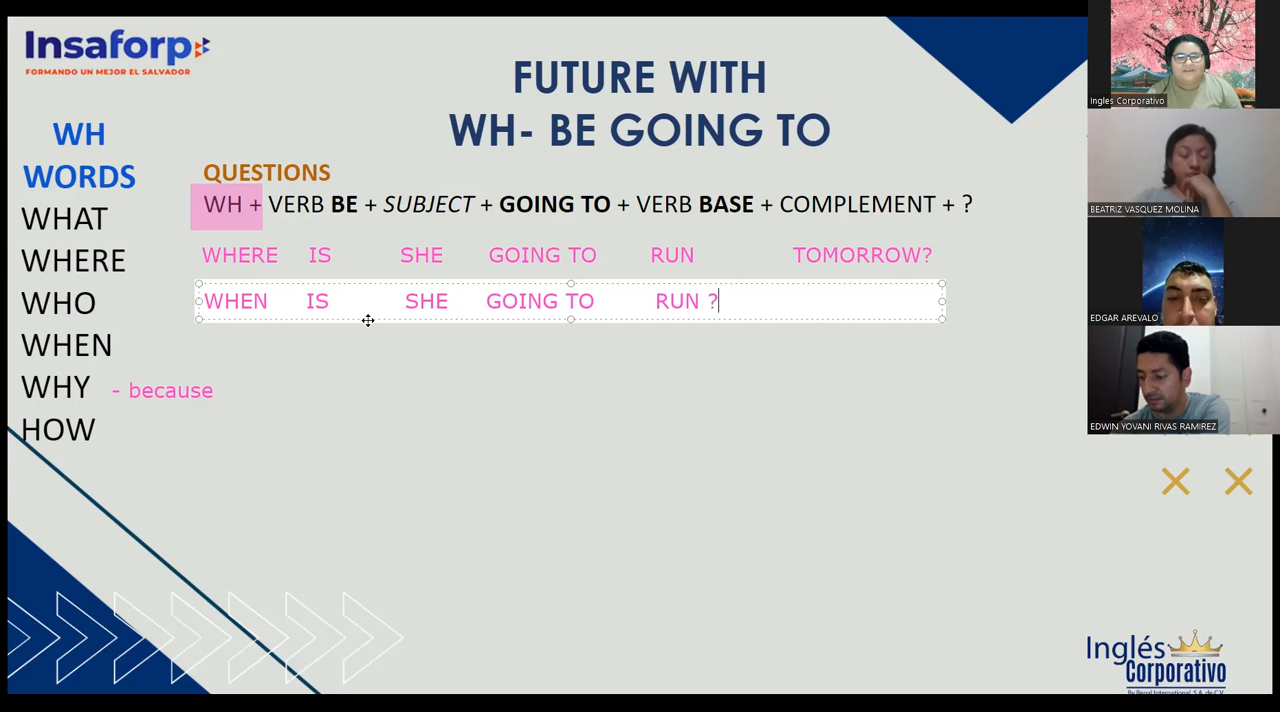 Insaforp
FORMANDO UN MEJOR EL SALVADOR
FUTURE WITH
WH- BE GOING TO
WH
WORDS
WHAT
WHERE
WHO
WHEN
WHY - because
HOW
QUESTIONS
WH + VERB BE + SUBJECT + GOING TO + VERB BASE + COMPLEMENT + ?
WHERE IS SHE GOING TO RUN TOMORROW?
WHEN IS SHE GOING TO RUN ?
Ingles Corporativo
BEATRIZ VASQUEZ MOLINA
EDGAR AREVALO
EDWIN YOVANI RIVAS RAMIREZ
Inglés
Corporativo